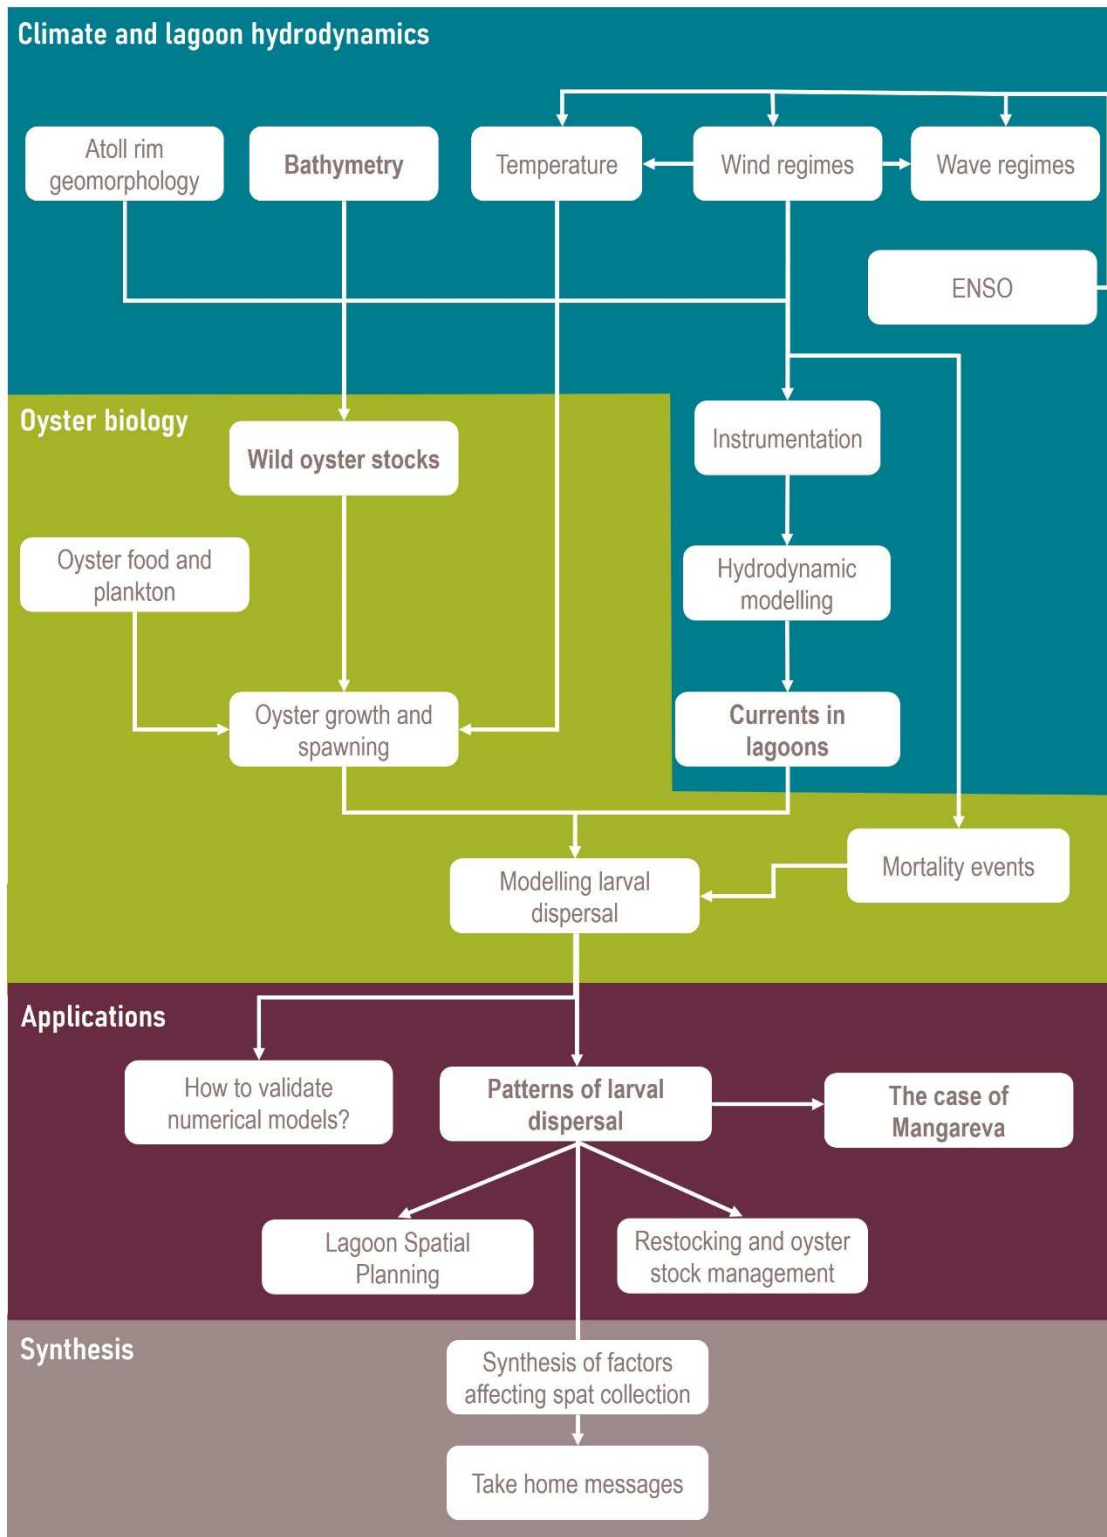 Climate and lagoon hydrodynamics
Atoll rim
geomorphology
Bathymetry
Temperature
Wind regimes
Wave regimes
ENSO
Oyster biology
Instrumentation
Wild oyster stocks
Oyster food and
plankton
Hydrodynamic
modelling
Oyster growth and
spawning
Currents in
lagoons
Modelling larval
dispersal
Mortality events
Applications
How to validate
numerical models?
Patterns of larval
dispersal
The case of
Mangareva
Lagoon Spatial
Planning
Restocking and oyster
stock management
Synthesis
Synthesis of factors
affecting spat collection
Take home messages